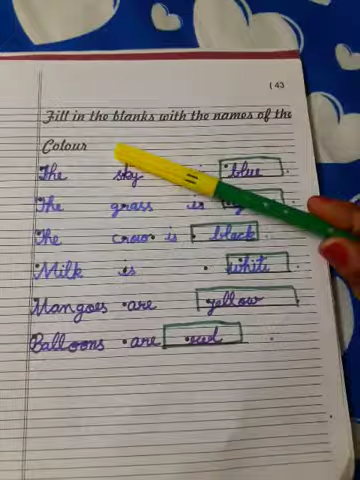 143
Fill in the blanks with the names of the
Colour
The sky blue.
The grass is
The crow is black.
Milk is white.
Mangoes are yellow.
Balloons are red.